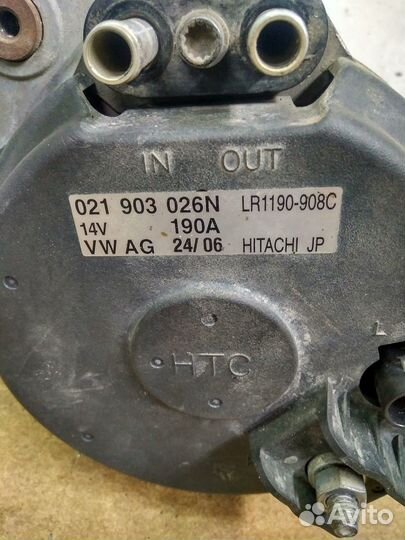 IN OUT
021 903 026N LR1190-908C
14V 190A
VW AG 24/06 HITACHI JP
HTC
Avito